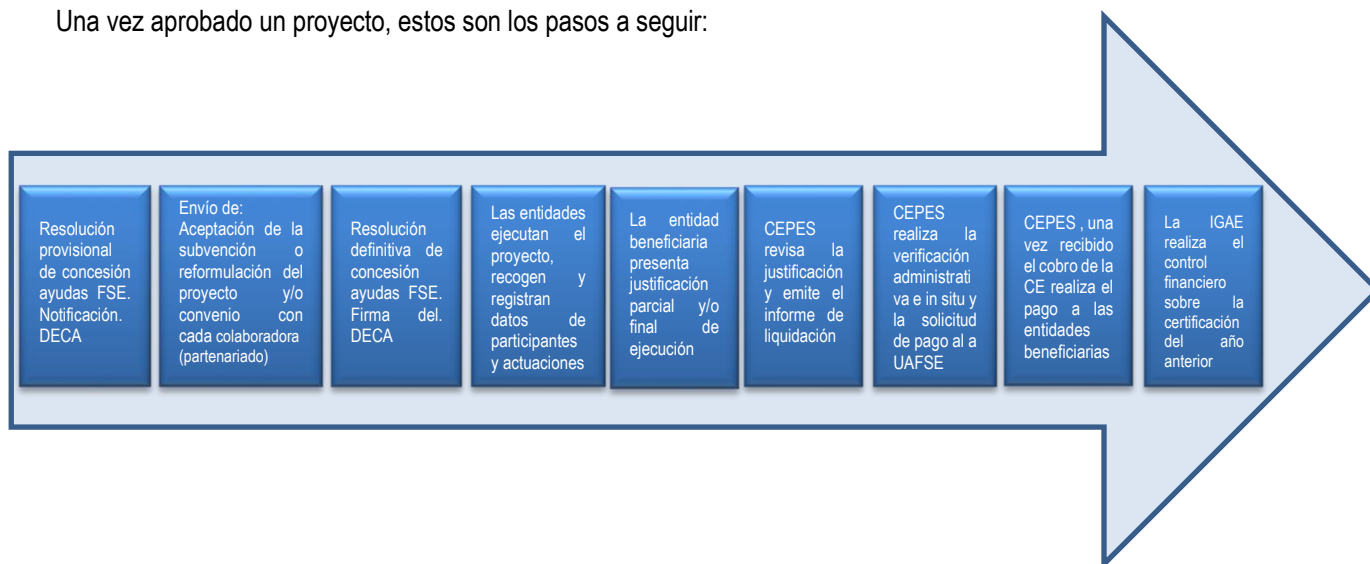 Una vez aprobado un proyecto, estos son los pasos a seguir:
Resolución
provisional
de concesión
ayudas FSE.
Notificación.
DECA
Envío de:
Aceptación de la
subvención o
reformulación del
proyecto y/o
convenio con
cada colaboradora
(partenariado)
Resolución
definitiva de
concesión
ayudas FSE.
Firma del.
DECA
Las entidades
ejecutan el
proyecto,
recogen y
registran
datos de
participantes
y actuaciones
La entidad
beneficiaria
presenta
justificación
parcial y/o
final de
ejecución
CEPES
revisa la
justificación
y emite el
informe de
liquidación
CEPES
realiza la
verificación
administrati
va e in situ y
la solicitud
de pago al a
UAFSE
CEPES , una
vez recibido
el cobro de la
CE realiza el
pago a las
entidades
beneficiarias
La IGAE
realiza el
control
financiero
sobre la
certificación
del año
anterior